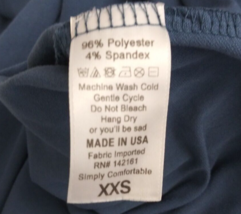 96% Polyester
4% Spandex
Machine Wash Cold
Gentle Cycle
Do Not Bleach
Hang Dry
or you'll be sad
MADE IN USA
Fabric Imported
RN# 142181
Simply Comfortable
XXS